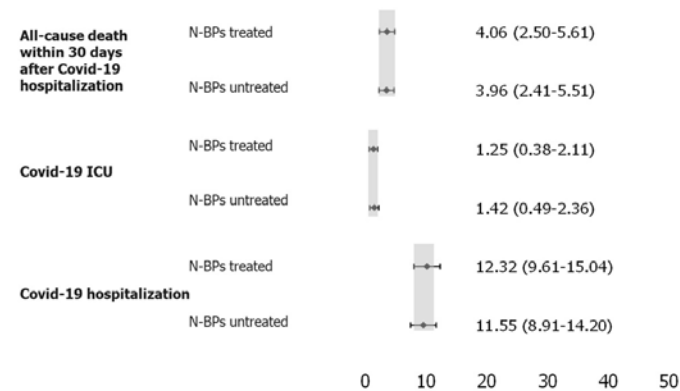 All-cause death
within 30 days
after Covid-19
hospitalization
N-BPs treated
4.06 (2.50-5.61)
N-BPs untreated
3.96 (2.41-5.51)
Covid-19 ICU
N-BPs treated
1.25 (0.38-2.11)
N-BPs untreated
1.42 (0.49-2.36)
Covid-19 hospitalization
N-BPs treated
12.32 (9.61-15.04)
N-BPs untreated
11.55 (8.91-14.20)
0 10 20 30 40 50